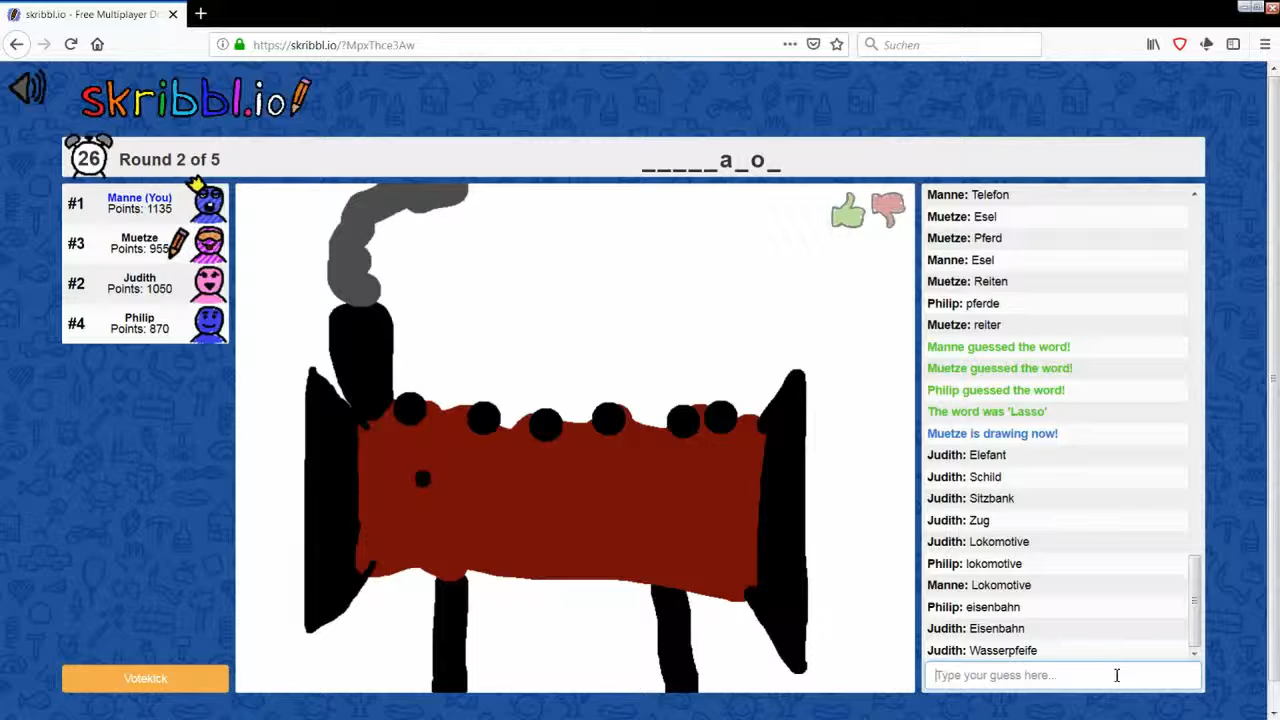 skribbl.io - Free Multiplayer Dr
https://skribbl.io/?MpxThce3Aw
Suchen
skribbl.io
26
Round 2 of 5
_____a_o_
#1
Manne (You)
Points: 1135
#3
Muetze
Points: 955
#2
Judith
Points: 1050
#4
Philip
Points: 870
Votekick
Manne: Telefon
Muetze: Esel
Muetze: Pferd
Manne: Esel
Muetze: Reiten
Philip: pferde
Muetze: reiter
Manne guessed the word!
Muetze guessed the word!
Philip guessed the word!
The word was 'Lasso'
Muetze is drawing now!
Judith: Elefant
Judith: Schild
Judith: Sitzbank
Judith: Zug
Judith: Lokomotive
Philip: lokomotive
Manne: Lokomotive
Philip: eisenbahn
Judith: Eisenbahn
Judith: Wasserpfeife
Type your guess here...